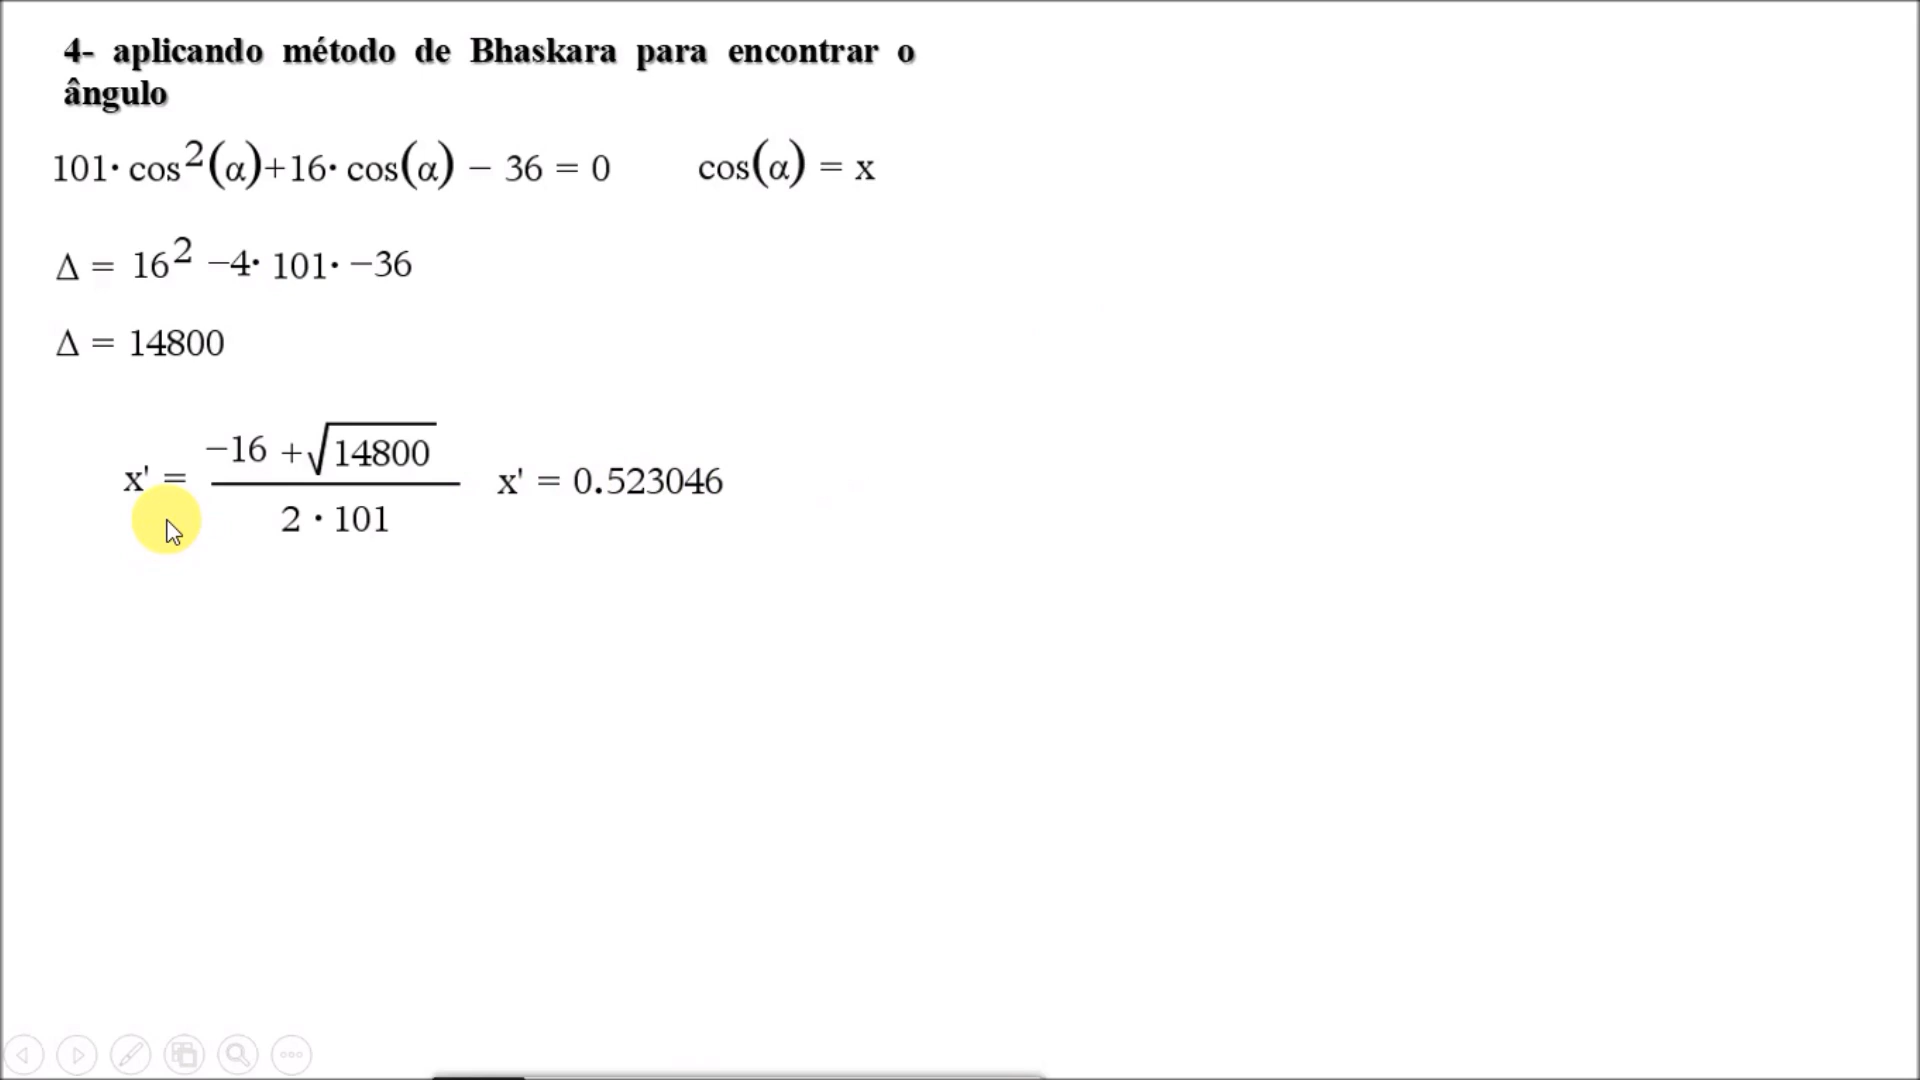 4- aplicando método de Bhaskara para encontrar o
ângulo
101· cos²(α)+16· cos(α) − 36 = 0 cos(α) = x
Δ = 16² −4· 101· −36
Δ = 14800
x' = (−16 + √14800) / (2 · 101) x' = 0.523046